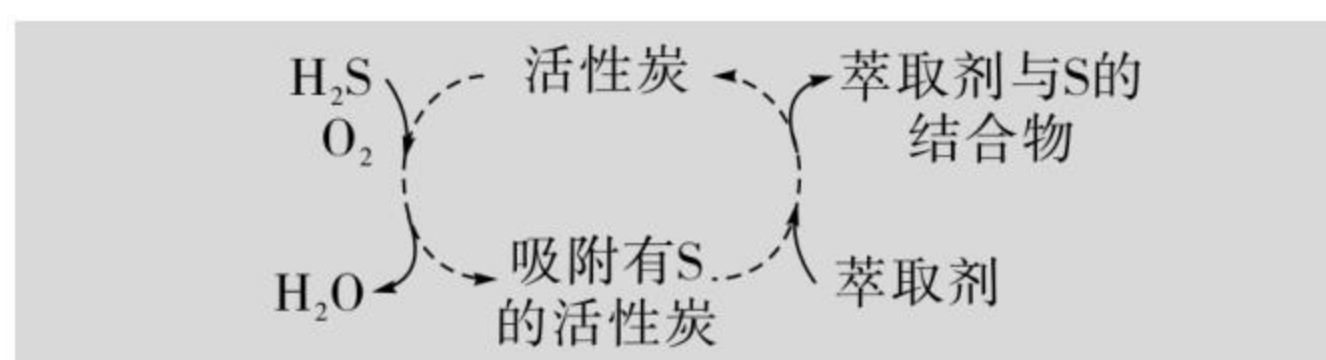 H₂S
O₂
活性炭
萃取剂与S的
结合物
H₂O
吸附有S
的活性炭
萃取剂